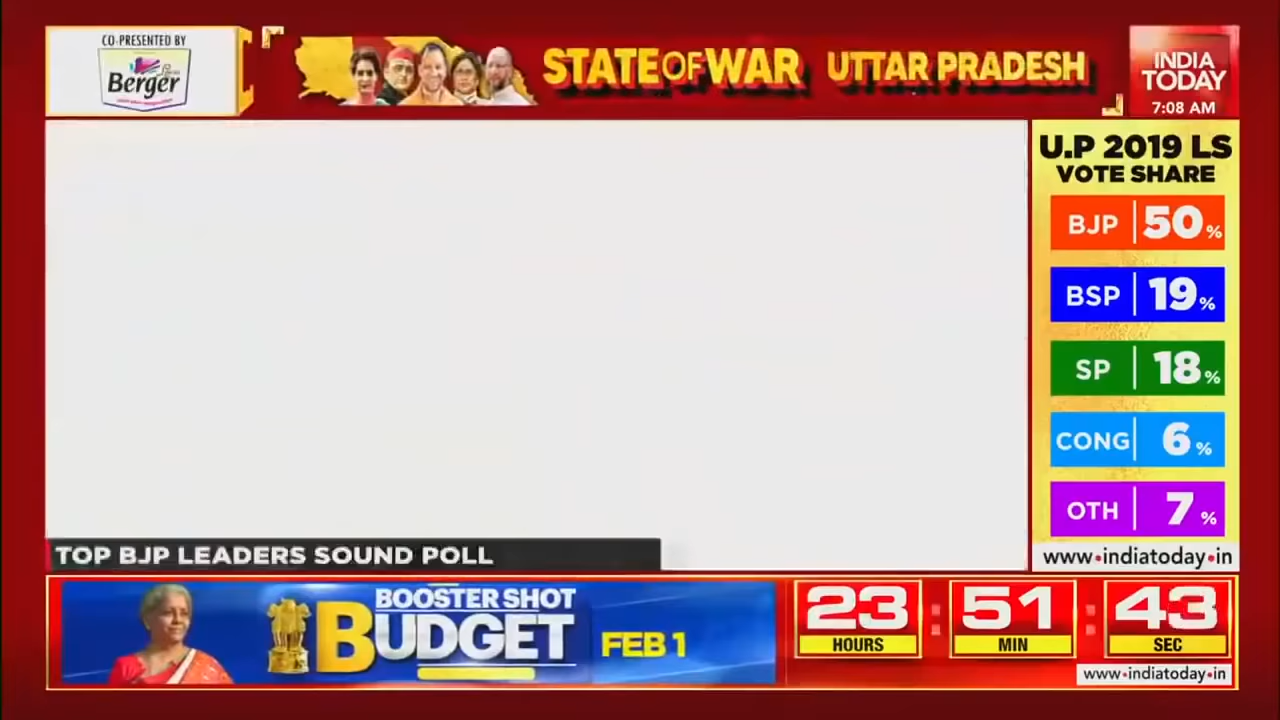 CO-PRESENTED BY
Berger
STATE OF WAR UTTAR PRADESH
INDIA
TODAY
7:08 AM
U.P 2019 LS
VOTE SHARE
BJP 50%
BSP 19%
SP 18%
CONG 6%
OTH 7%
www.indiatoday.in
TOP BJP LEADERS SOUND POLL
BOOSTER SHOT
BUDGET
FEB 1
23 : 51 : 43
HOURS MIN SEC
www.indiatoday.in